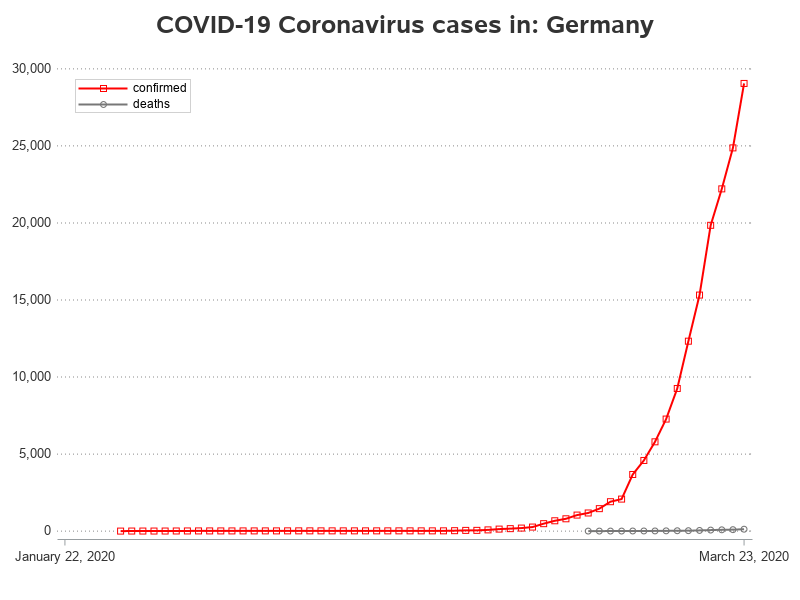 COVID-19 Coronavirus cases in: Germany
30,000
confirmed
deaths
25,000
20,000
15,000
10,000
5,000
0
January 22, 2020
March 23, 2020